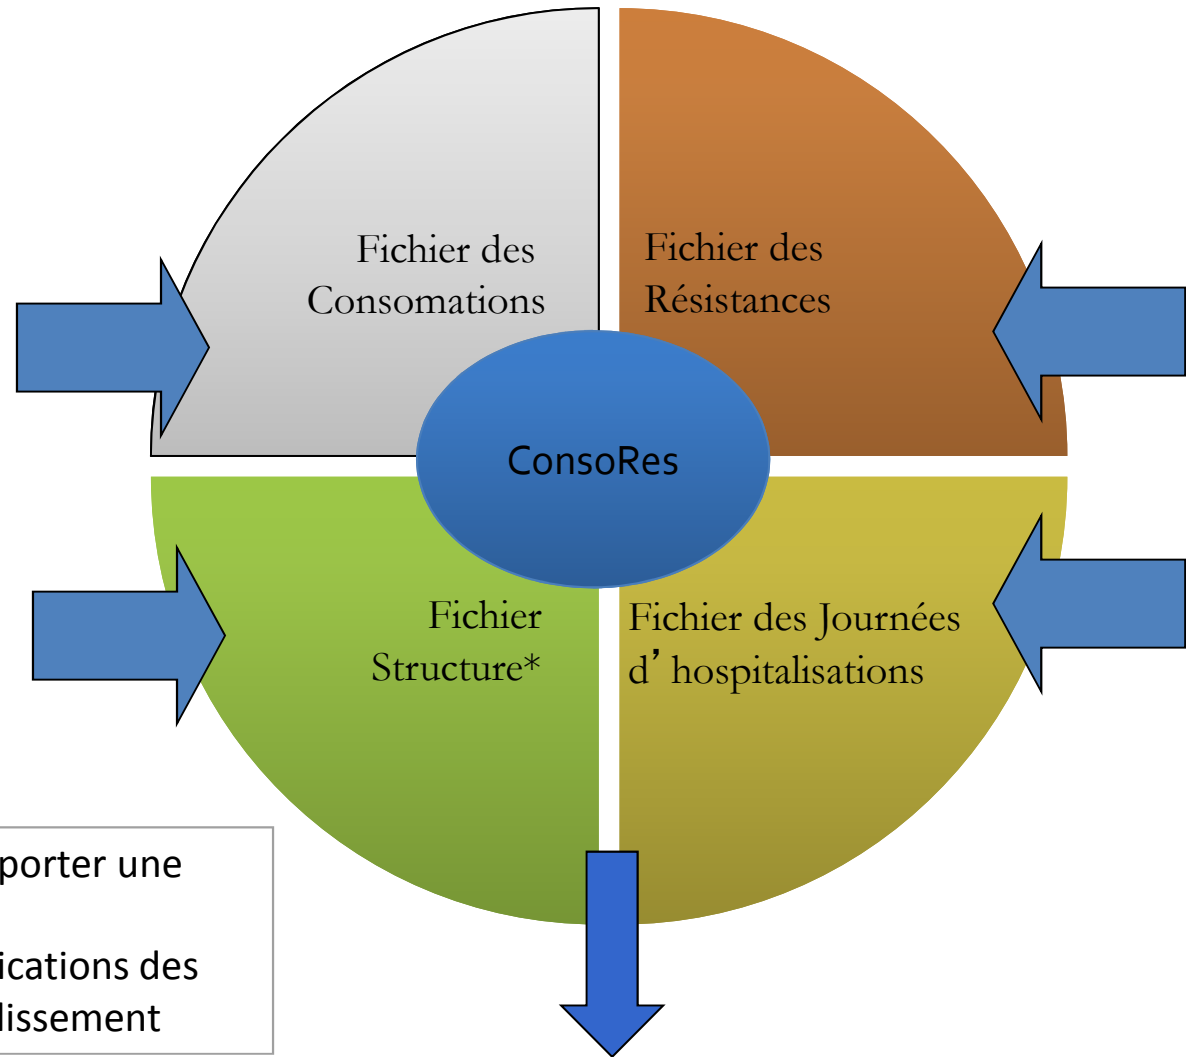 Fichier des
Consomations
Fichier des
Résistances
ConsoRes
Fichier
Structure*
Fichier des Journées
d’ hospitalisations
porter une
ications des
lissement